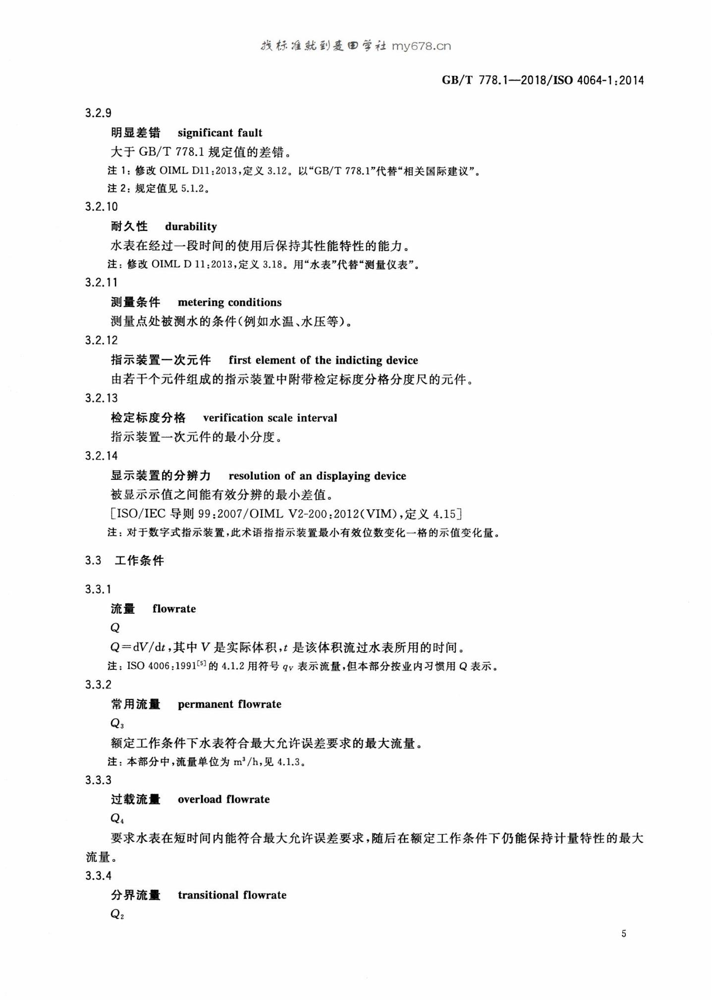 找标准就到麦田学社 my678.cn
GB/T 778.1—2018/ISO 4064-1:2014
3.2.9
明显差错 significant fault
大于 GB/T 778.1 规定值的差错。
注 1: 修改 OIML D11:2013,定义 3.12。以“GB/T 778.1”代替“相关国际建议”。
注 2: 规定值见 5.1.2。
3.2.10
耐久性 durability
水表在经过一段时间的使用后保持其性能特性的能力。
注: 修改 OIML D 11:2013,定义 3.18。用“水表”代替“测量仪表”。
3.2.11
测量条件 metering conditions
测量点处被测水的条件(例如水温、水压等)。
3.2.12
指示装置一次元件 first element of the indicting device
由若干个元件组成的指示装置中附带检定标度分格分度尺的元件。
3.2.13
检定标度分格 verification scale interval
指示装置一次元件的最小分度。
3.2.14
显示装置的分辨力 resolution of an displaying device
被显示示值之间能有效分辨的最小差值。
[ISO/IEC 导则 99:2007/OIML V2-200:2012(VIM),定义 4.15]
注: 对于数字式指示装置,此术语指指示装置最小有效位数变化一格的示值变化量。
3.3 工作条件
3.3.1
流量 flowrate
Q
Q=dV/dt,其中 V 是实际体积,t 是该体积流过水表所用的时间。
注: ISO 4006:1991[5]的 4.1.2 用符号 qV 表示流量,但本部分按业内习惯用 Q 表示。
3.3.2
常用流量 permanent flowrate
Q3
额定工作条件下水表符合最大允许误差要求的最大流量。
注: 本部分中,流量单位为 m³/h,见 4.1.3。
3.3.3
过载流量 overload flowrate
Q4
要求水表在短时间内能符合最大允许误差要求,随后在额定工作条件下仍能保持计量特性的最大
流量。
3.3.4
分界流量 transitional flowrate
Q2
5